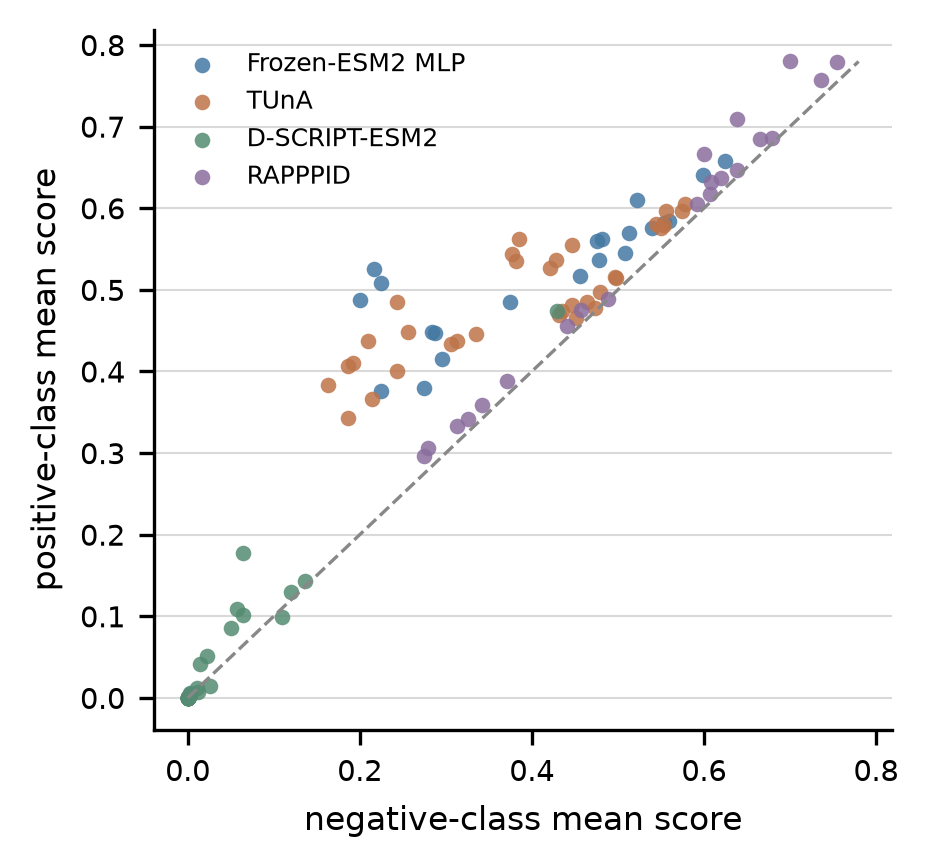 0.8
0.7
0.6
0.5
0.4
0.3
0.2
0.1
0.0
positive-class mean score
Frozen-ESM2 MLP
TUnA
D-SCRIPT-ESM2
RAPPPID
0.0 0.2 0.4 0.6 0.8
negative-class mean score